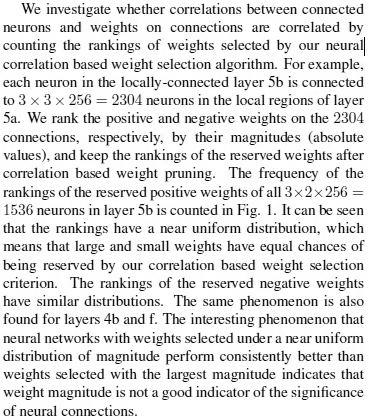 We investigate whether correlations between connected
neurons and weights on connections are correlated by
counting the rankings of weights selected by our neural
correlation based weight selection algorithm. For example,
each neuron in the locally-connected layer 5b is connected
to 3 × 3 × 256 = 2304 neurons in the local regions of layer
5a. We rank the positive and negative weights on the 2304
connections, respectively, by their magnitudes (absolute
values), and keep the rankings of the reserved weights after
correlation based weight pruning. The frequency of the
rankings of the reserved positive weights of all 3×2×256 =
1536 neurons in layer 5b is counted in Fig. 1. It can be seen
that the rankings have a near uniform distribution, which
means that large and small weights have equal chances of
being reserved by our correlation based weight selection
criterion. The rankings of the reserved negative weights
have similar distributions. The same phenomenon is also
found for layers 4b and f. The interesting phenomenon that
neural networks with weights selected under a near uniform
distribution of magnitude perform consistently better than
weights selected with the largest magnitude indicates that
weight magnitude is not a good indicator of the significance
of neural connections.